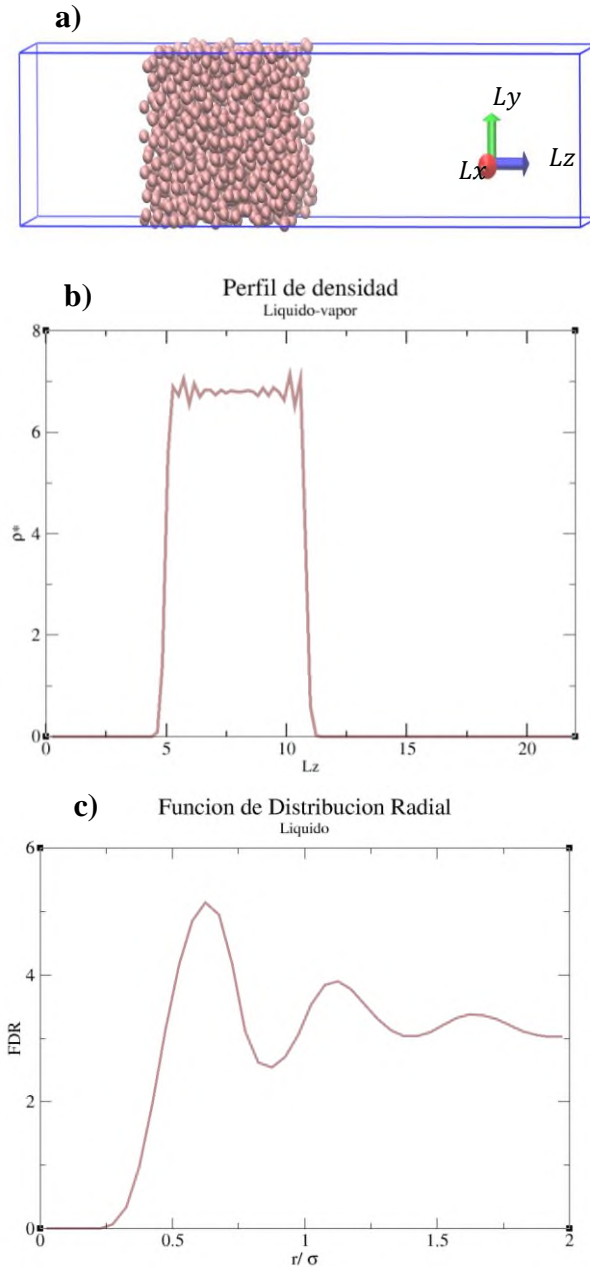 a)
Ly
Lx
Lz
b)
Perfil de densidad
Liquido-vapor
8
6
4
2
0
ρ*
0
5
10
15
20
Lz
c)
Funcion de Distribucion Radial
Liquido
6
4
2
0
FDR
0
0.5
1
1.5
2
r/ σ